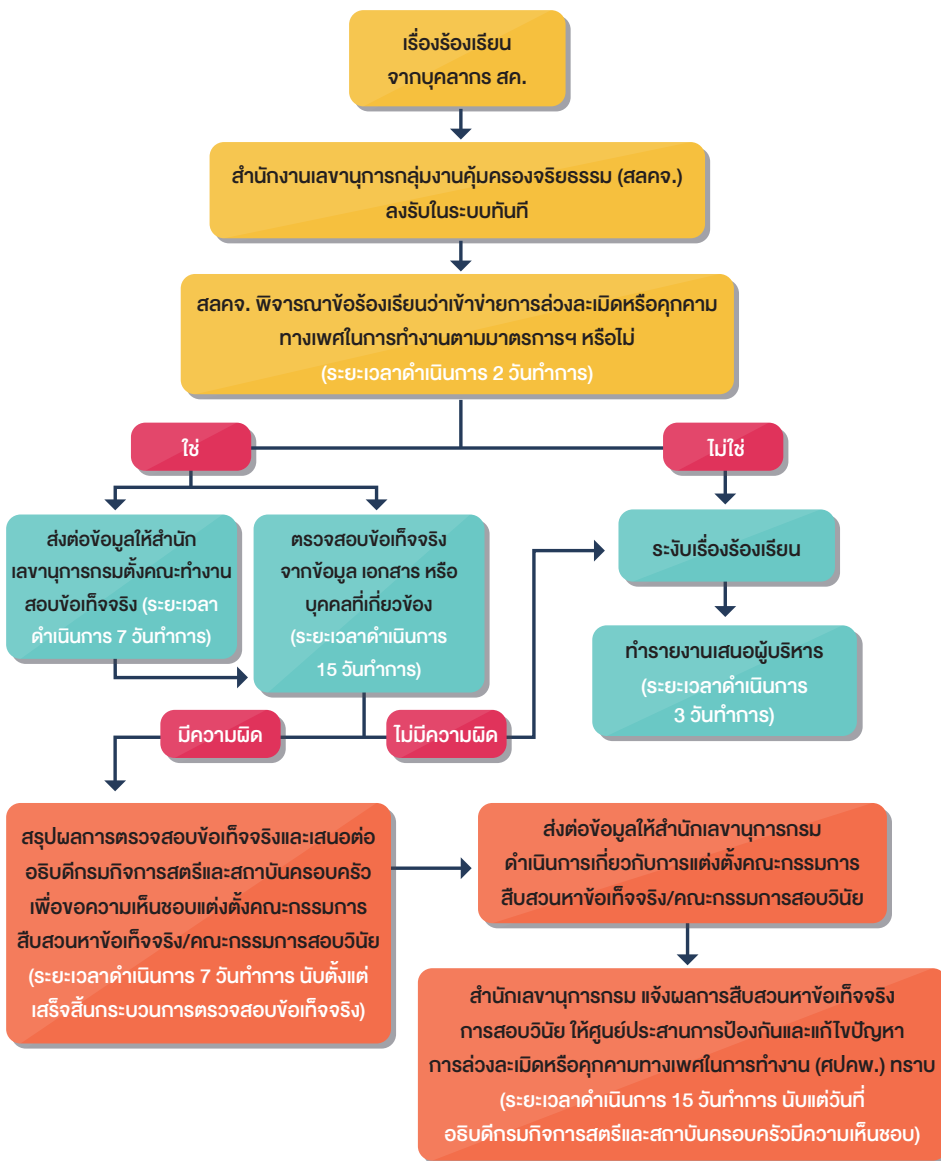 เรื่องร้องเรียน
จากบุคลากร สค.
สำนักงานเลขานุการกลุ่มงานคุ้มครองจริยธรรม (สลคจ.)
ลงรับในระบบทันที
สลคจ. พิจารณาข้อร้องเรียนว่าเข้าข่ายการล่วงละเมิดหรือคุกคาม
ทางเพศในการทำงานตามมาตรการฯ หรือไม่
(ระยะเวลาดำเนินการ 2 วันทำการ)
ใช่
ไม่ใช่
ส่งต่อข้อมูลให้สำนัก
เลขานุการกรมตั้งคณะทำงาน
สอบข้อเท็จจริง (ระยะเวลา
ดำเนินการ 7 วันทำการ)
ตรวจสอบข้อเท็จจริง
จากข้อมูล เอกสาร หรือ
บุคคลที่เกี่ยวข้อง
(ระยะเวลาดำเนินการ
15 วันทำการ)
ระงับเรื่องร้องเรียน
ทำรายงานเสนอผู้บริหาร
(ระยะเวลาดำเนินการ
3 วันทำการ)
มีความผิด
ไม่มีความผิด
สรุปผลการตรวจสอบข้อเท็จจริงและเสนอต่อ
อธิบดีกรมกิจการสตรีและสถาบันครอบครัว
เพื่อขอความเห็นชอบแต่งตั้งคณะกรรมการ
สืบสวนหาข้อเท็จจริง/คณะกรรมการสอบวินัย
(ระยะเวลาดำเนินการ 7 วันทำการ นับตั้งแต่
เสร็จสิ้นกระบวนการตรวจสอบข้อเท็จจริง)
ส่งต่อข้อมูลให้สำนักเลขานุการกรม
ดำเนินการเกี่ยวกับการแต่งตั้งคณะกรรมการ
สืบสวนหาข้อเท็จจริง/คณะกรรมการสอบวินัย
สำนักเลขานุการกรม แจ้งผลการสืบสวนหาข้อเท็จจริง
การสอบวินัย ให้ศูนย์ประสานการป้องกันและแก้ไขปัญหา
การล่วงละเมิดหรือคุกคามทางเพศในการทำงาน (ศปคพ.) ทราบ
(ระยะเวลาดำเนินการ 15 วันทำการ นับแต่วันที่
อธิบดีกรมกิจการสตรีและสถาบันครอบครัวมีความเห็นชอบ)